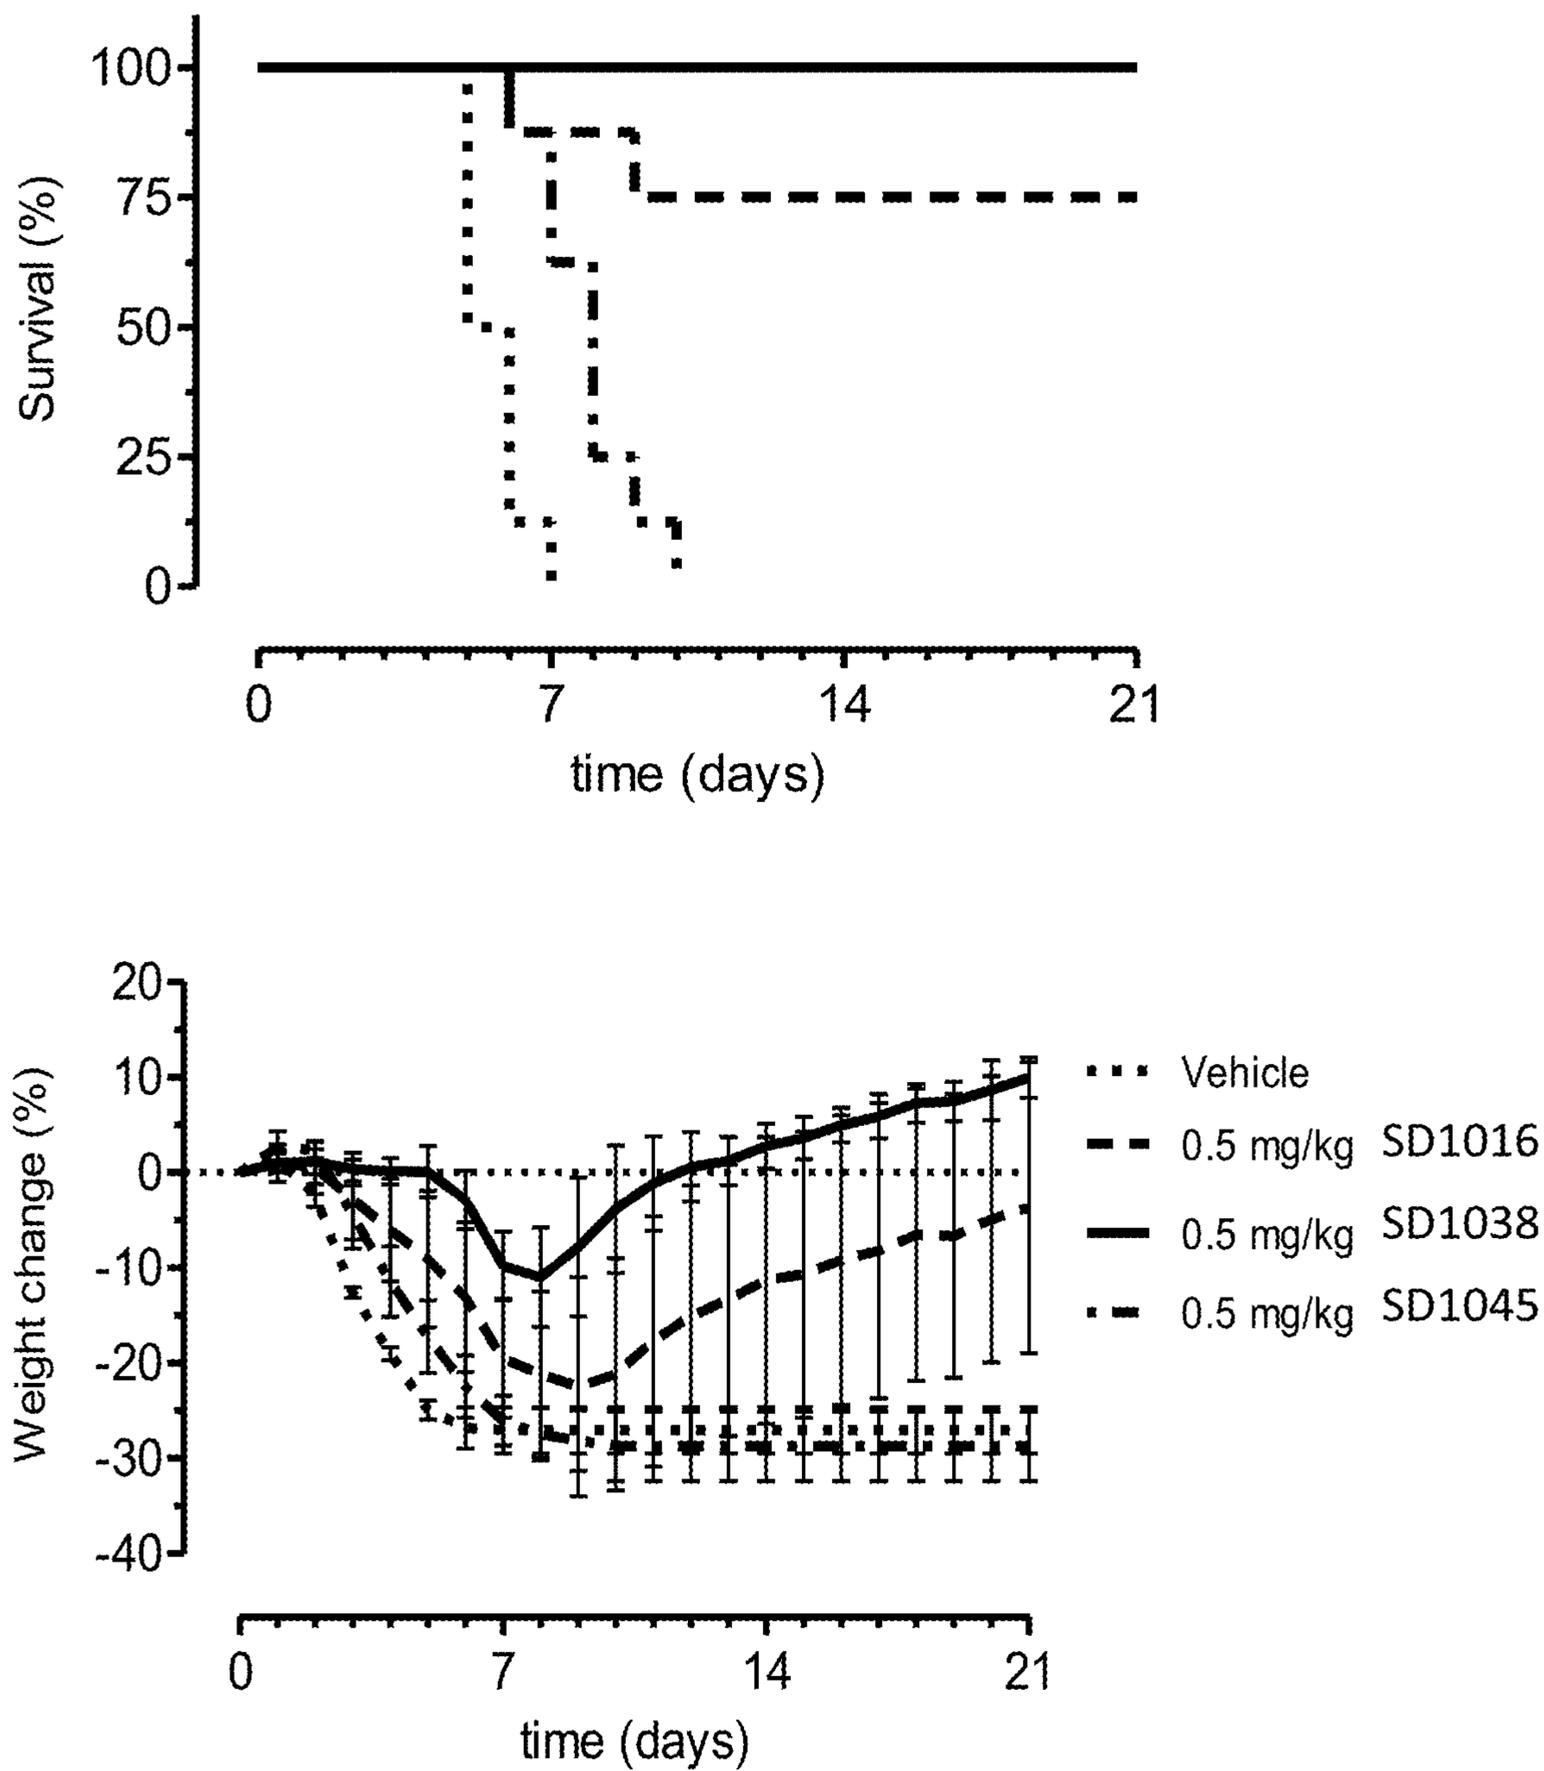 Survival (%)
100
75
50
25
0
0 7 14 21
time (days)
Weight change (%)
20
10
0
-10
-20
-30
-40
0 7 14 21
time (days)
Vehicle
0.5 mg/kg SD1016
0.5 mg/kg SD1038
0.5 mg/kg SD1045